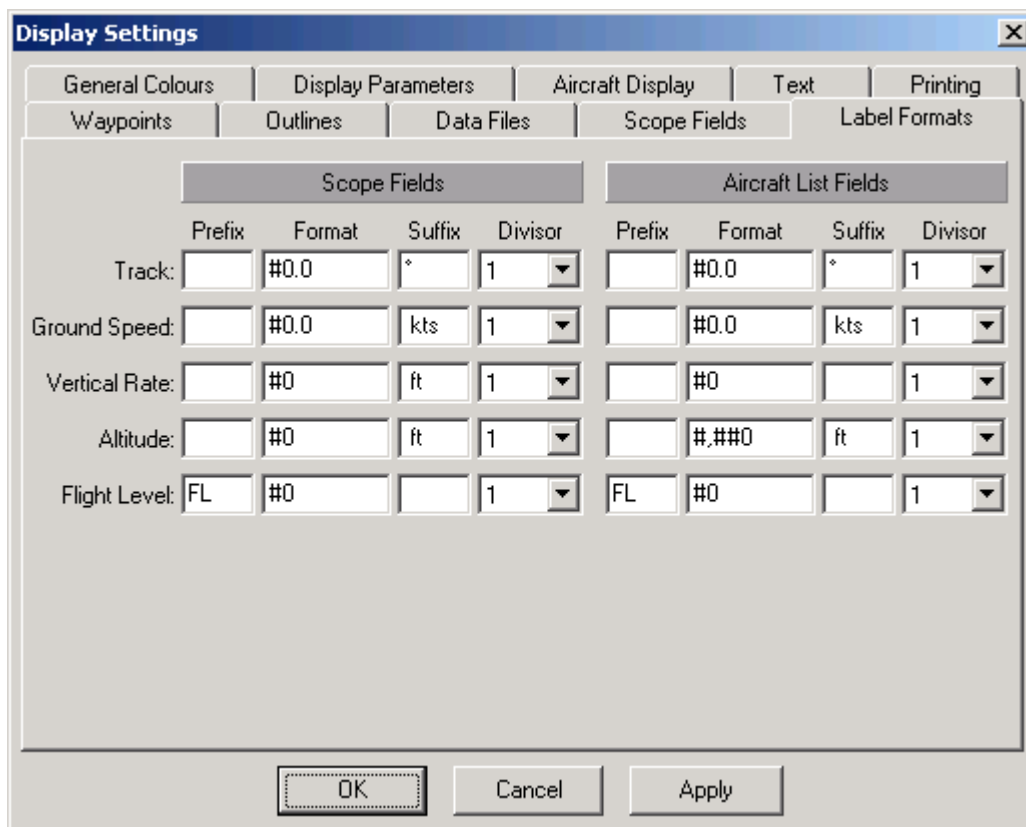 Display Settings
General Colours Display Parameters Aircraft Display Text Printing
Waypoints Outlines Data Files Scope Fields Label Formats
Scope Fields Aircraft List Fields
Prefix Format Suffix Divisor Prefix Format Suffix Divisor
Track: #0.0 ° 1 #0.0 ° 1
Ground Speed: #0.0 kts 1 #0.0 kts 1
Vertical Rate: #0 ft 1 #0 1
Altitude: #0 ft 1 #,##0 ft 1
Flight Level: FL #0 1 FL #0 1
OK Cancel Apply